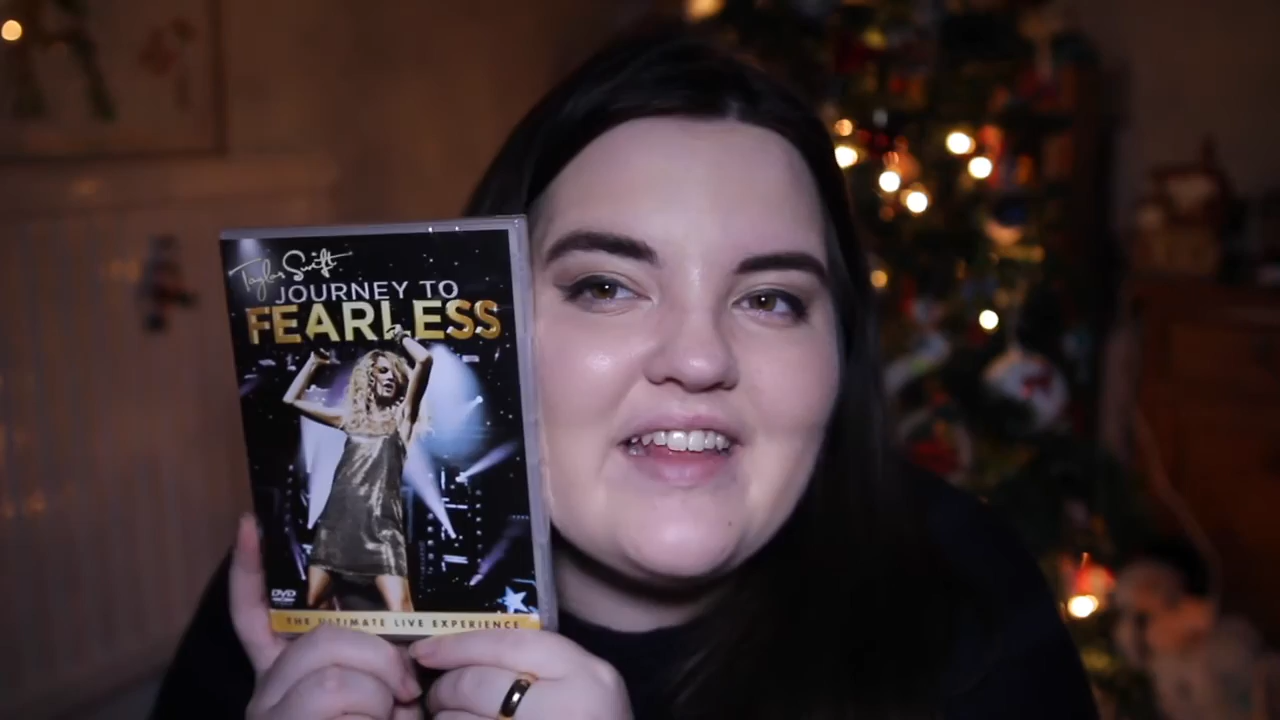 Taylor Swift
JOURNEY TO
FEARLESS
DVD
THE ULTIMATE LIVE EXPERIENCE